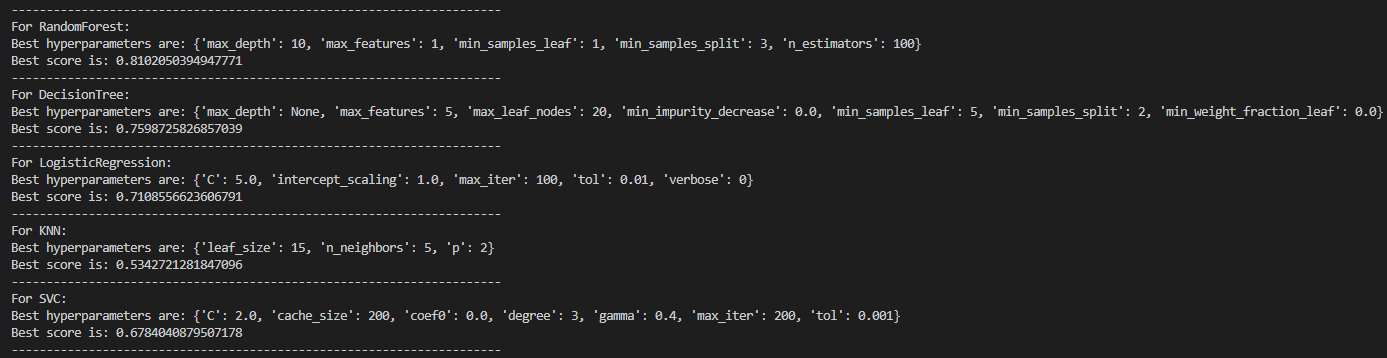 ----------------------------------------------------------------------
For RandomForest:
Best hyperparameters are: {'max_depth': 10, 'max_features': 1, 'min_samples_leaf': 1, 'min_samples_split': 3, 'n_estimators': 100}
Best score is: 0.8102050394947771
----------------------------------------------------------------------
For DecisionTree:
Best hyperparameters are: {'max_depth': None, 'max_features': 5, 'max_leaf_nodes': 20, 'min_impurity_decrease': 0.0, 'min_samples_leaf': 5, 'min_samples_split': 2, 'min_weight_fraction_leaf': 0.0}
Best score is: 0.7598725826857039
----------------------------------------------------------------------
For LogisticRegression:
Best hyperparameters are: {'C': 5.0, 'intercept_scaling': 1.0, 'max_iter': 100, 'tol': 0.01, 'verbose': 0}
Best score is: 0.7108556623606791
----------------------------------------------------------------------
For KNN:
Best hyperparameters are: {'leaf_size': 15, 'n_neighbors': 5, 'p': 2}
Best score is: 0.5342721281847096
----------------------------------------------------------------------
For SVC:
Best hyperparameters are: {'C': 2.0, 'cache_size': 200, 'coef0': 0.0, 'degree': 3, 'gamma': 0.4, 'max_iter': 200, 'tol': 0.001}
Best score is: 0.6784040879507178
----------------------------------------------------------------------